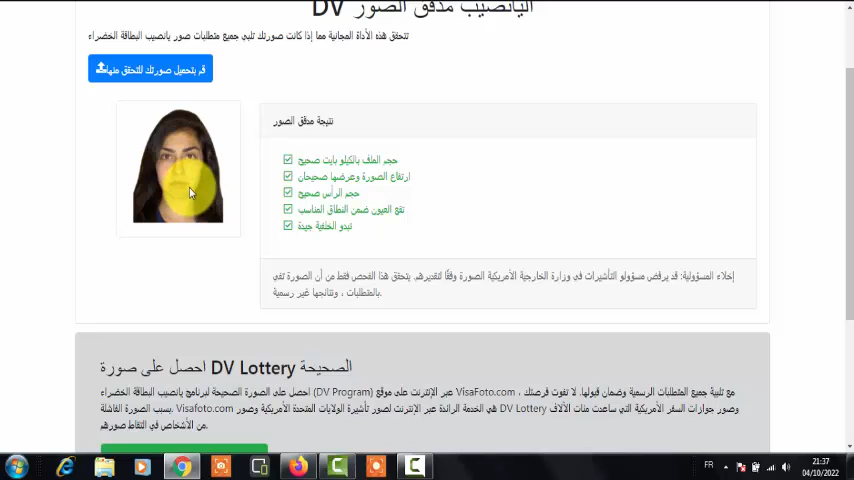 اليانصيب مدقق الصور DV
تتحقق هذه الأداة المجانية مما إذا كانت صورتك تلبي جميع متطلبات صور يانصيب البطاقة الخضراء
قم بتحميل صورتك للتحقق منها
نتيجة مدقق الصور
حجم الملف بالكيلو بايت صحيح
ارتفاع الصورة وعرضها صحيحان
حجم الرأس صحيح
تقع العيون ضمن النطاق المناسب
تبدو الخلفية جيدة
إخلاء المسؤولية: قد يرفض مسؤولو التأشيرات في وزارة الخارجية الأمريكية الصورة وفقًا لتقديرهم. يتحقق هذا الفحص فقط من أن الصورة تفي
بالمتطلبات ، ونتائجها غير رسمية.
احصل على صورة DV Lottery الصحيحة
احصل على الصورة الصحيحة لبرنامج يانصيب البطاقة الخضراء (DV Program) عبر الإنترنت على موقع VisaFoto.com ، مع تلبية جميع المتطلبات الرسمية وضمان قبولها. لا تفوت فرصتك
بسبب الصورة الفاشلة. VisaFoto.com هي الخدمة الرائدة عبر الإنترنت لصور تأشيرة الولايات المتحدة الأمريكية وصور DV Lottery وصور جوازات السفر الأمريكية التي ساعدت مئات الآلاف
من الأشخاص في التقاط صورهم.
FR
21:37
04/10/2022